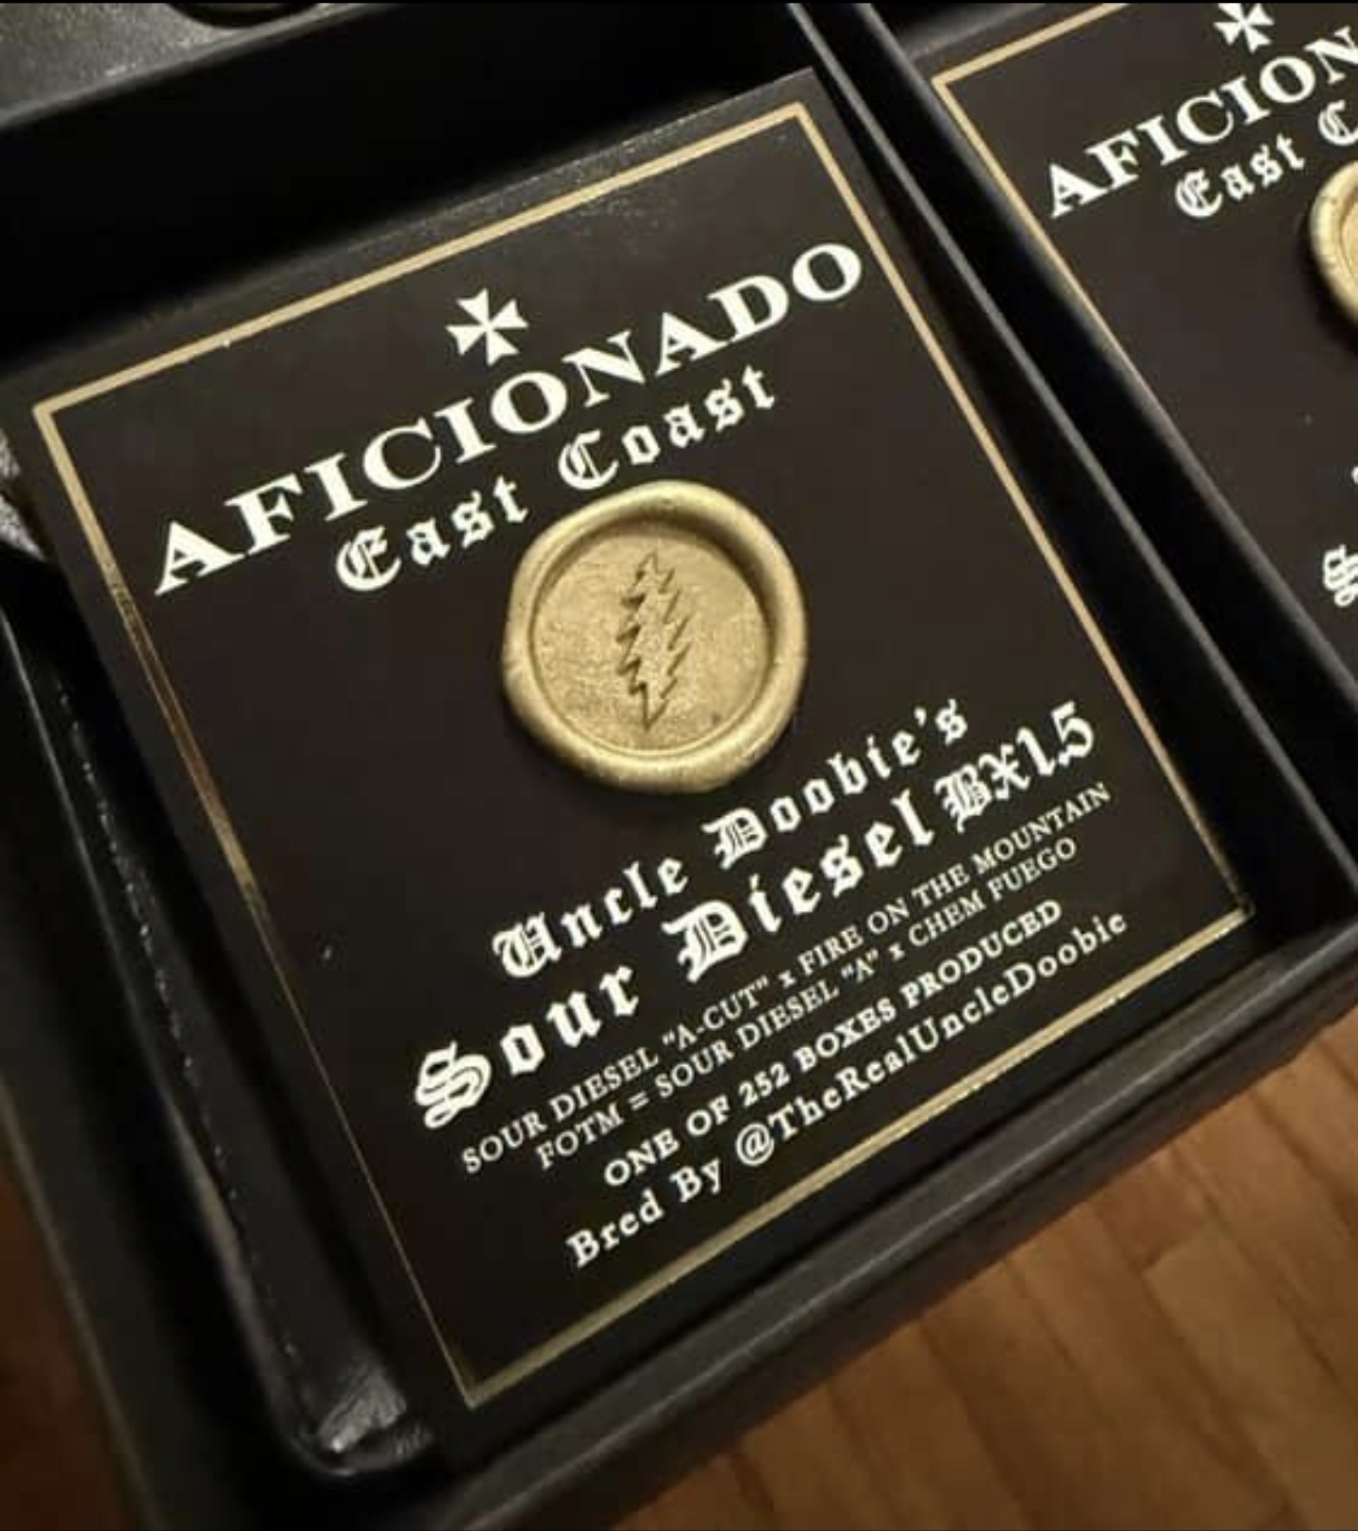 AFICIONADO
East Coast
Uncle Doobie's
Sour Diesel BX1.5
SOUR DIESEL "A-CUT" x FIRE ON THE MOUNTAIN
FOTM = SOUR DIESEL "A" x CHEM FUEGO
ONE OF 252 BOXES PRODUCED
Bred By @TheRealUncleDoobie
AFICION
East C
S